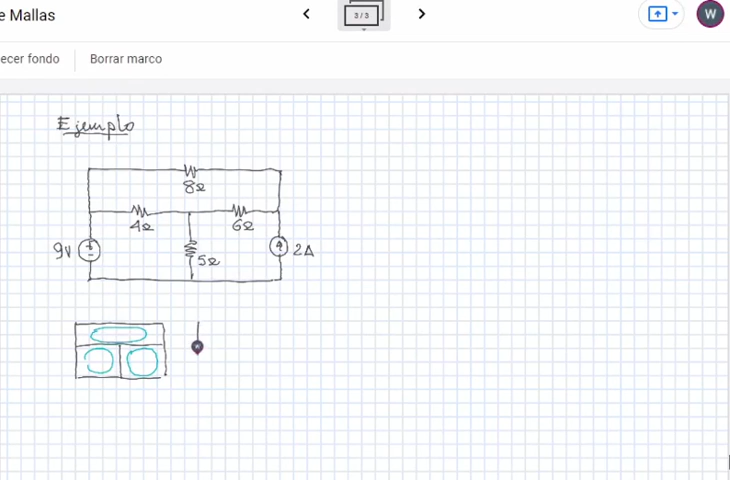 e Mallas
3 / 3
W
ecer fondo
Borrar marco
Ejemplo
8Ω
4Ω
6Ω
9V
5Ω
2A